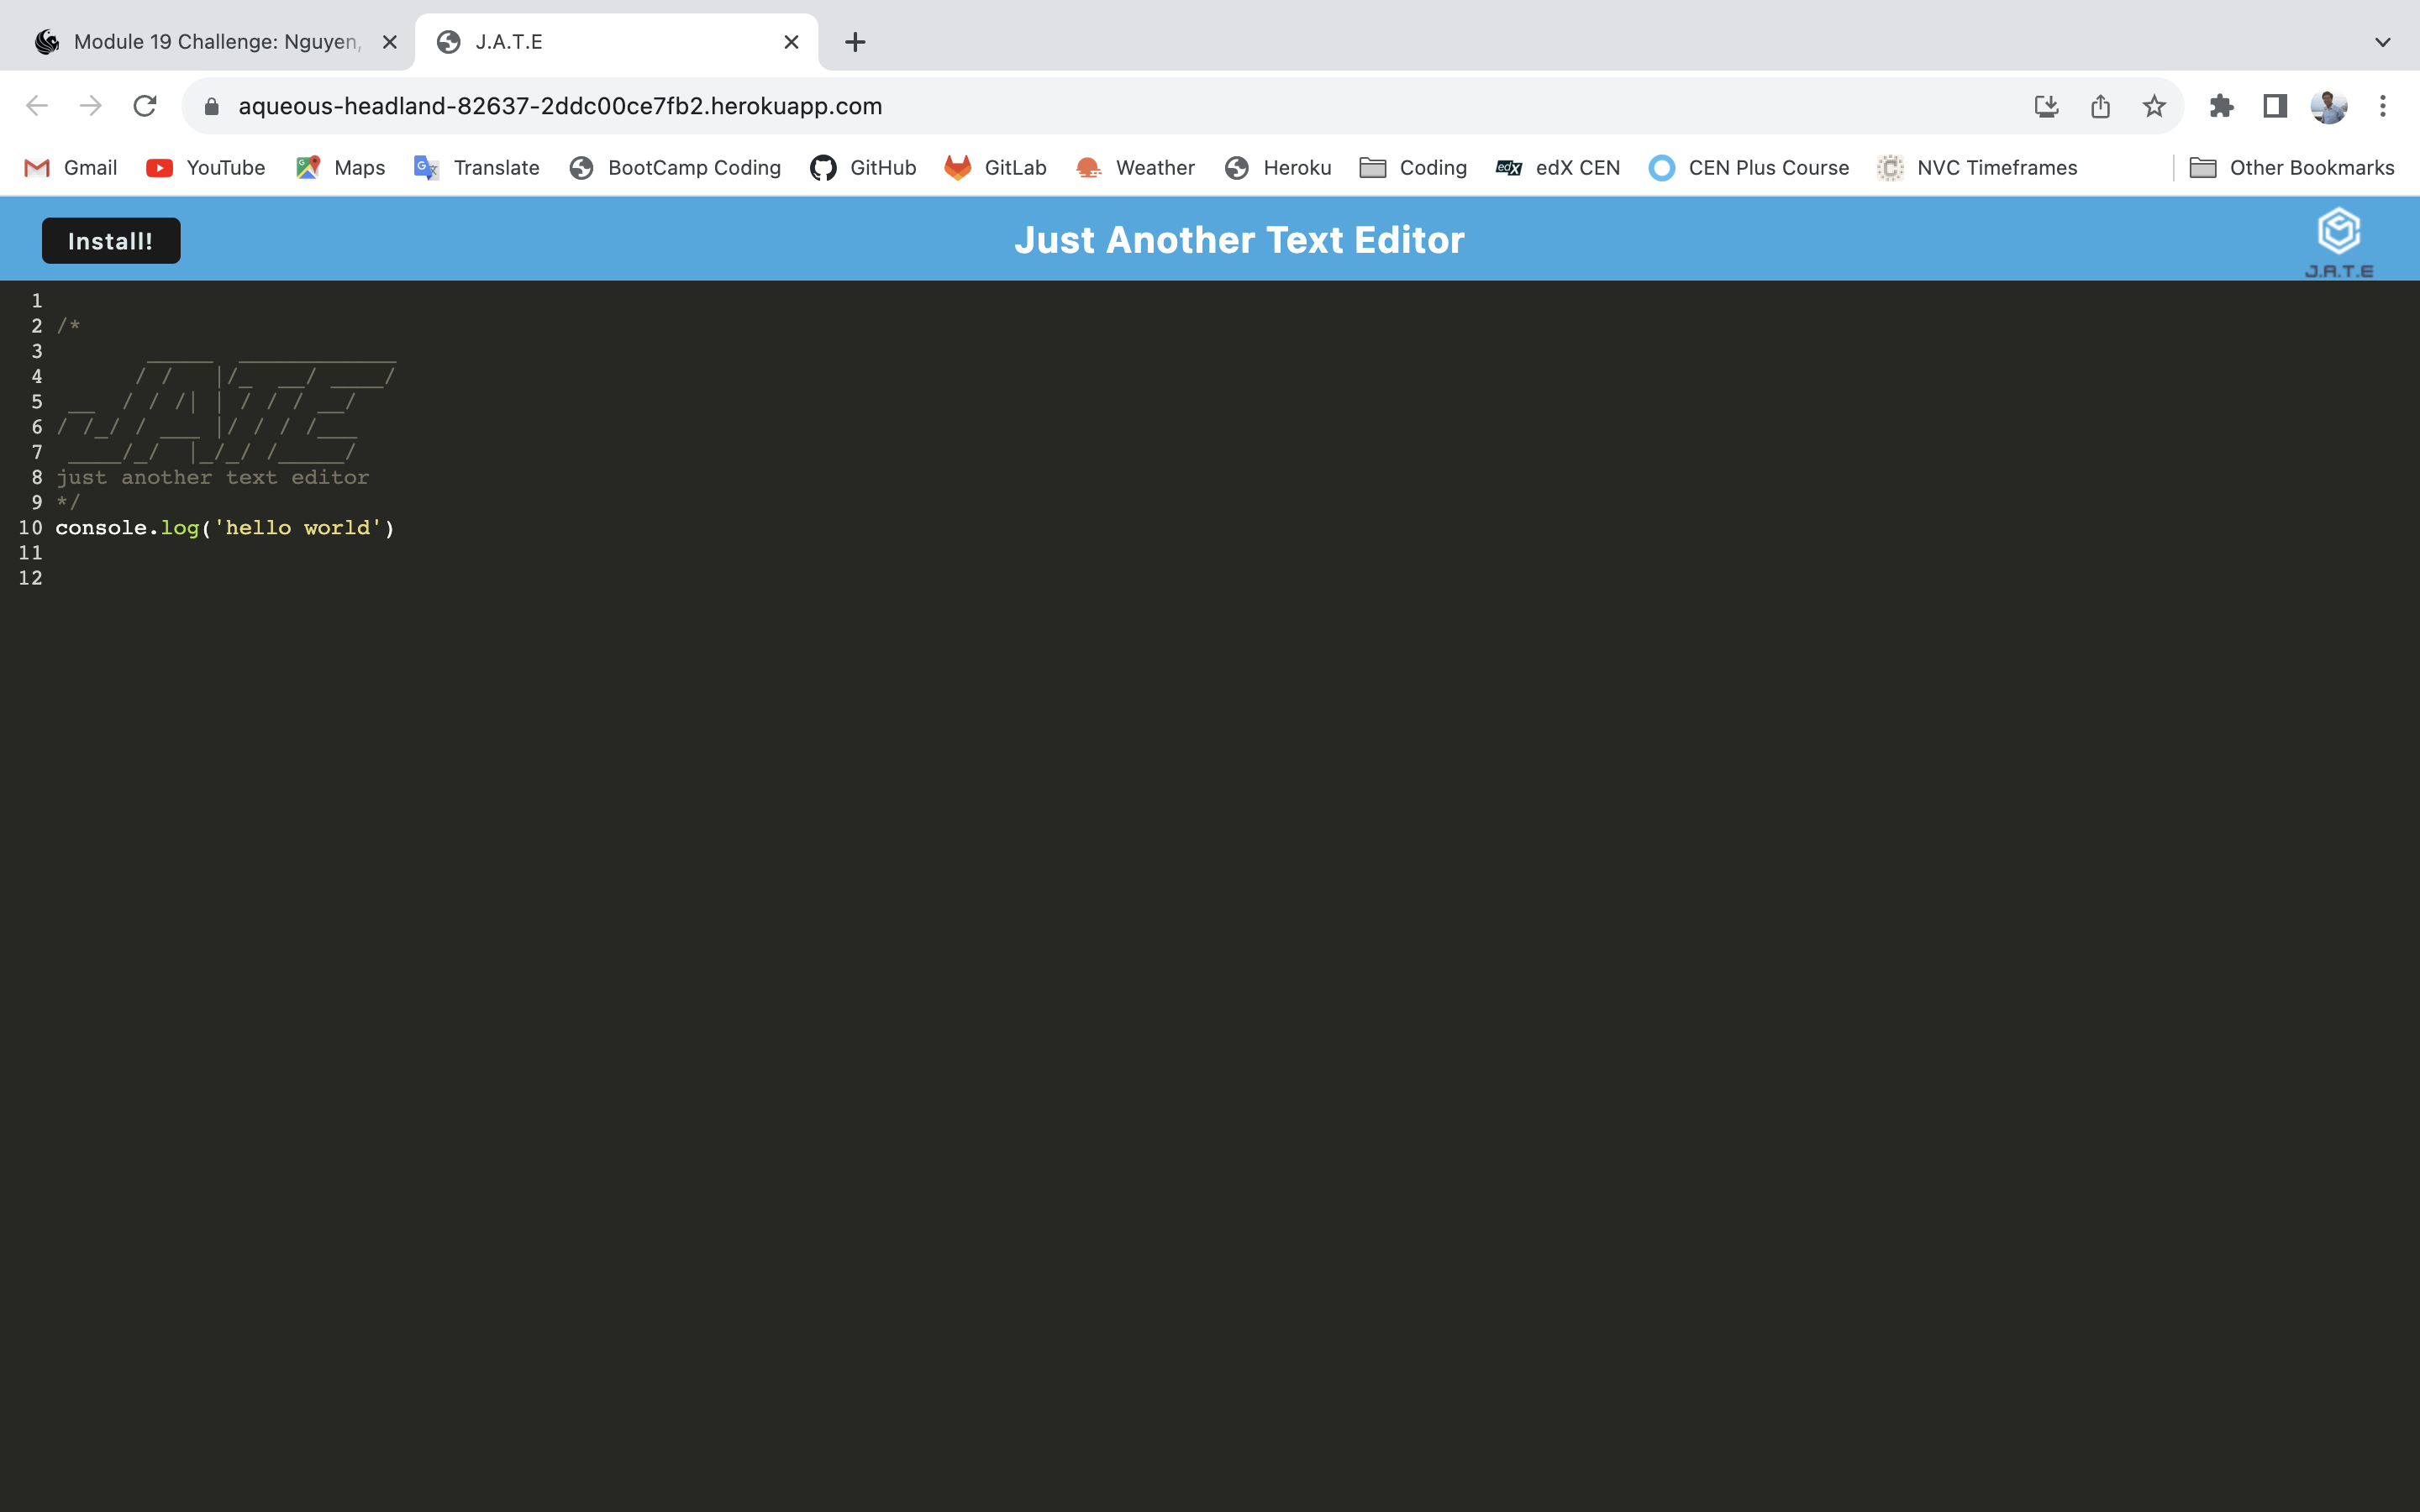 Module 19 Challenge: Nguyen,
J.A.T.E
aqueous-headland-82637-2ddc00ce7fb2.herokuapp.com
Gmail YouTube Maps Translate BootCamp Coding GitHub GitLab Weather Heroku Coding edX CEN CEN Plus Course NVC Timeframes Other Bookmarks
Install! Just Another Text Editor J.A.T.E
1
2 /*
3       _____  ____________
4      / /   |/_  __/ ____/
5 __  / / /| | / / / __/
6 / /_/ / ___ |/ / / /___
7 ____/_/  |_/_/ /_____/
8 just another text editor
9 */
10 console.log('hello world')
11
12